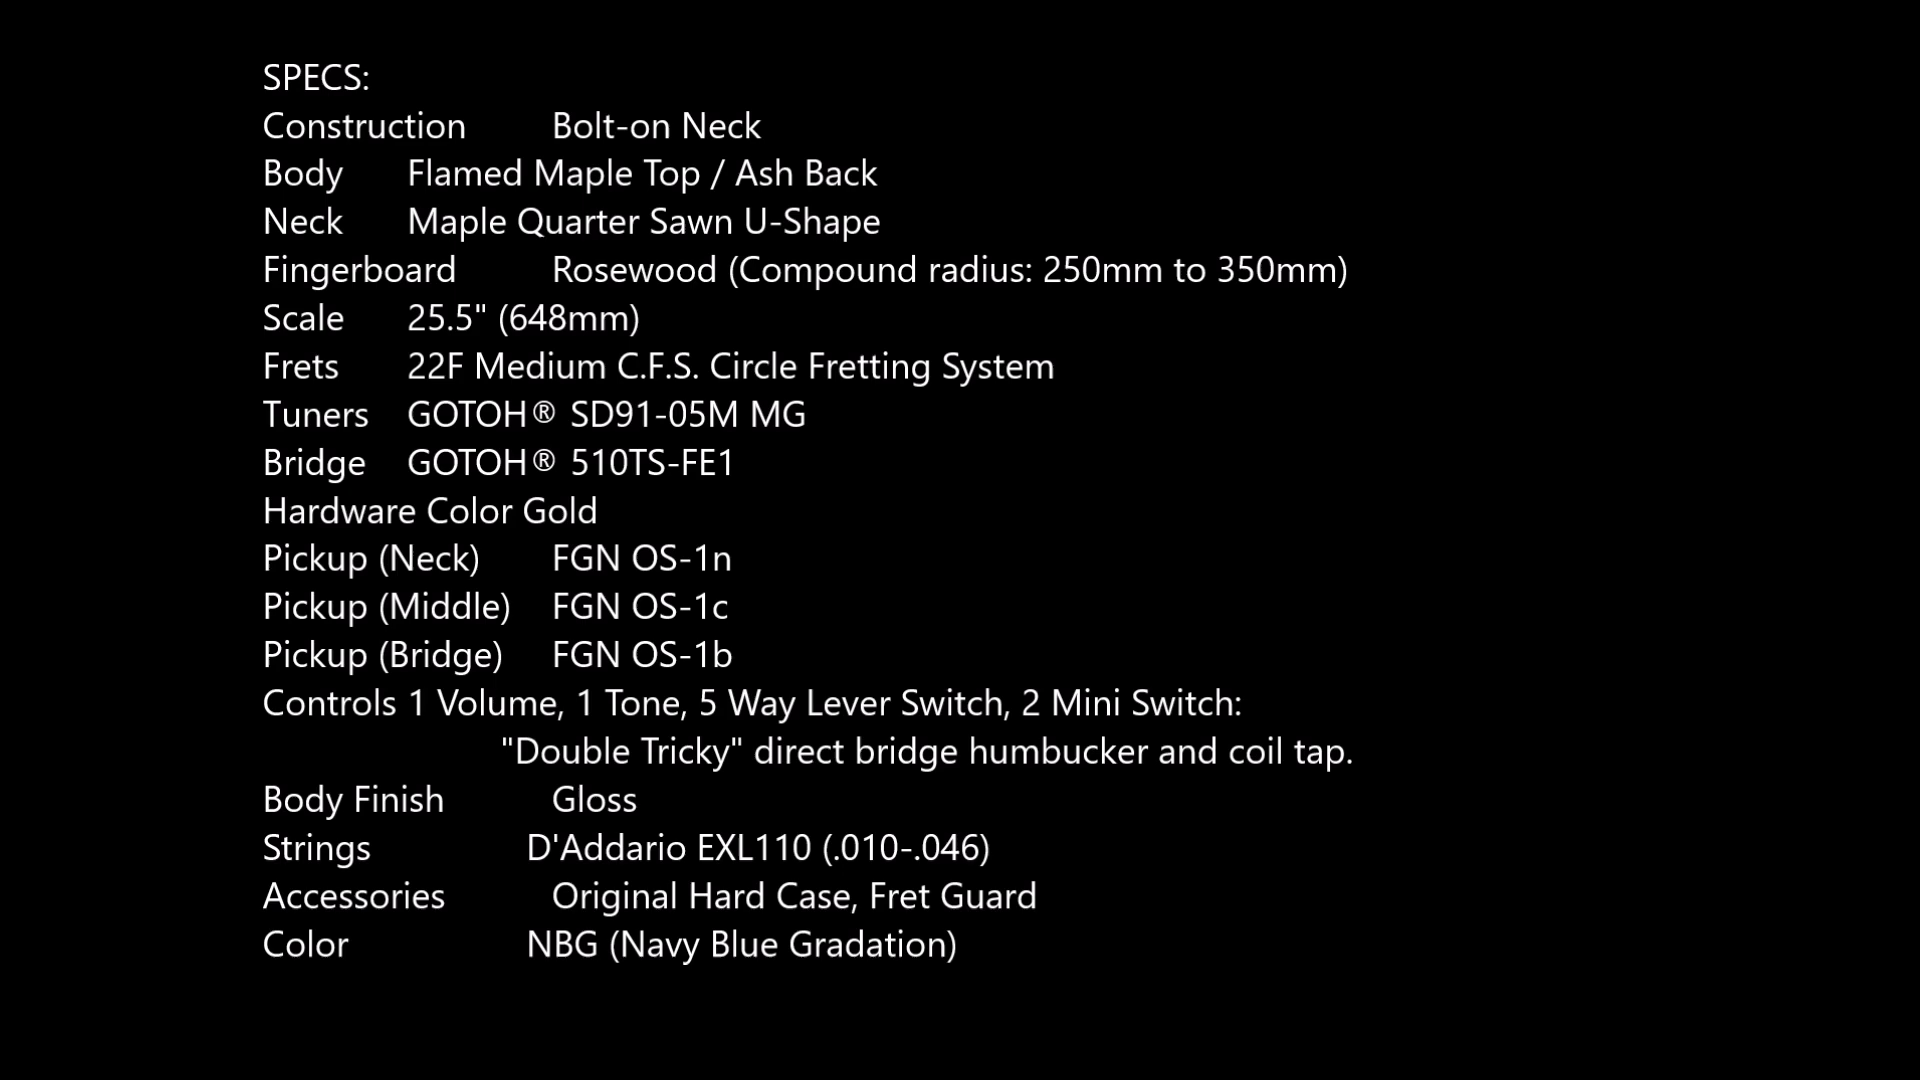 SPECS:
Construction Bolt-on Neck
Body Flamed Maple Top / Ash Back
Neck Maple Quarter Sawn U-Shape
Fingerboard Rosewood (Compound radius: 250mm to 350mm)
Scale 25.5" (648mm)
Frets 22F Medium C.F.S. Circle Fretting System
Tuners GOTOH® SD91-05M MG
Bridge GOTOH® 510TS-FE1
Hardware Color Gold
Pickup (Neck) FGN OS-1n
Pickup (Middle) FGN OS-1c
Pickup (Bridge) FGN OS-1b
Controls 1 Volume, 1 Tone, 5 Way Lever Switch, 2 Mini Switch:
"Double Tricky" direct bridge humbucker and coil tap.
Body Finish Gloss
Strings D'Addario EXL110 (.010-.046)
Accessories Original Hard Case, Fret Guard
Color NBG (Navy Blue Gradation)